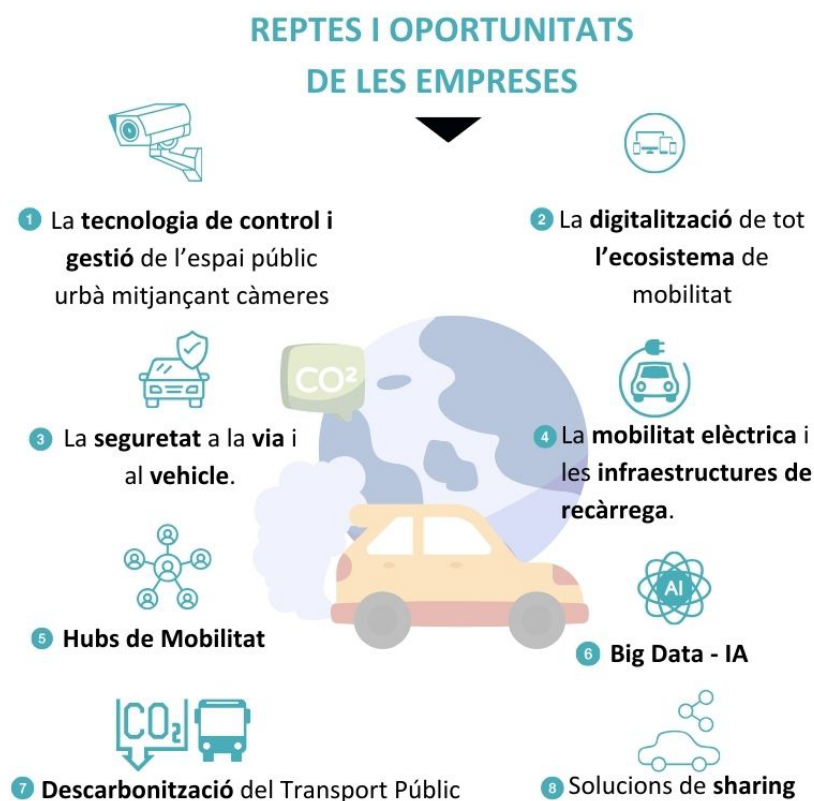 REPTES I OPORTUNITATS
DE LES EMPRESES
1 La tecnologia de control i
gestió de l'espai públic
urbà mitjançant càmeres
2 La digitalització de tot
l'ecosistema de
mobilitat
3 La seguretat a la via i
al vehicle.
CO²
4 La mobilitat elèctrica i
les infraestructures de
recàrrega.
5 Hubs de Mobilitat
AI
6 Big Data - IA
CO₂
7 Descarbonització del Transport Públic
8 Solucions de sharing